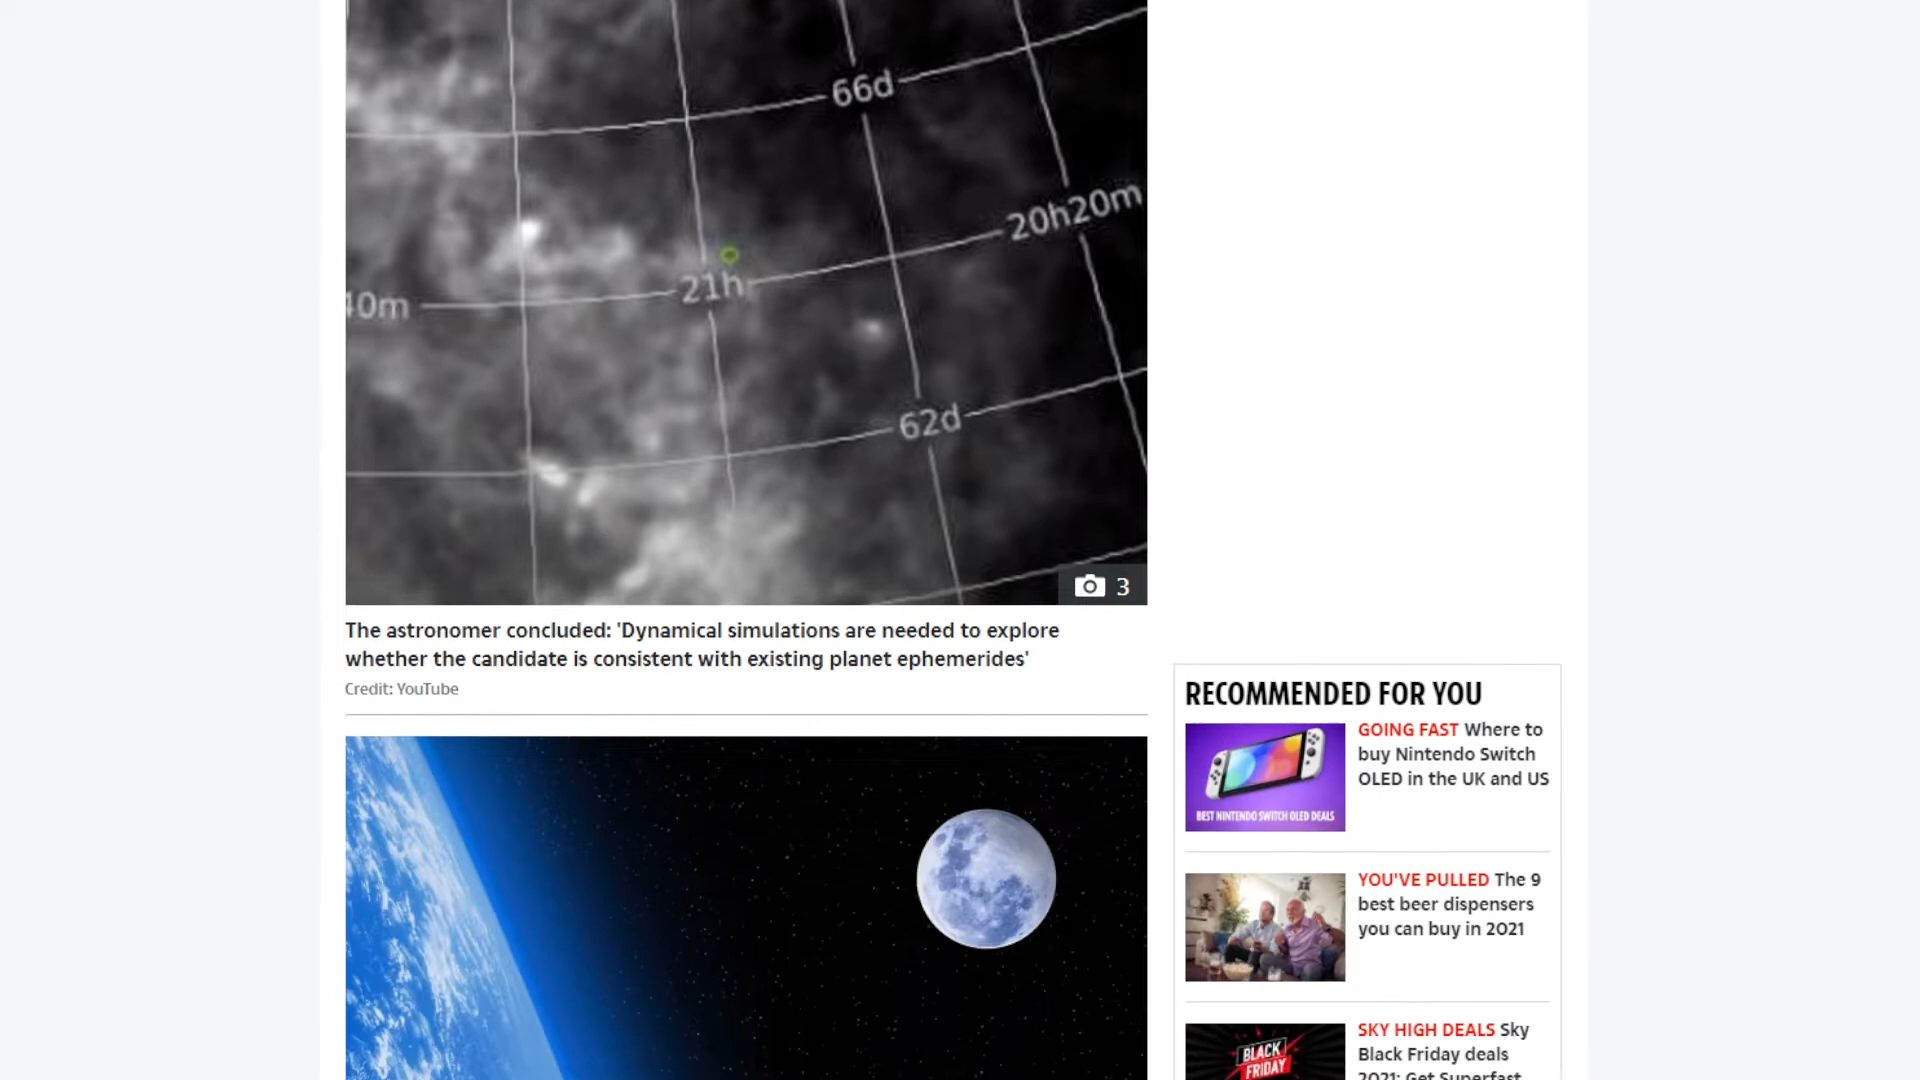 66d
20h20m
21h
40m
62d
3
The astronomer concluded: 'Dynamical simulations are needed to explore
whether the candidate is consistent with existing planet ephemerides'
Credit: YouTube
RECOMMENDED FOR YOU
GOING FAST Where to
buy Nintendo Switch
OLED in the UK and US
BEST NINTENDO SWITCH OLED DEALS
YOU'VE PULLED The 9
best beer dispensers
you can buy in 2021
SKY HIGH DEALS Sky
Black Friday deals
2021: Get Superfast
BLACK
FRIDAY